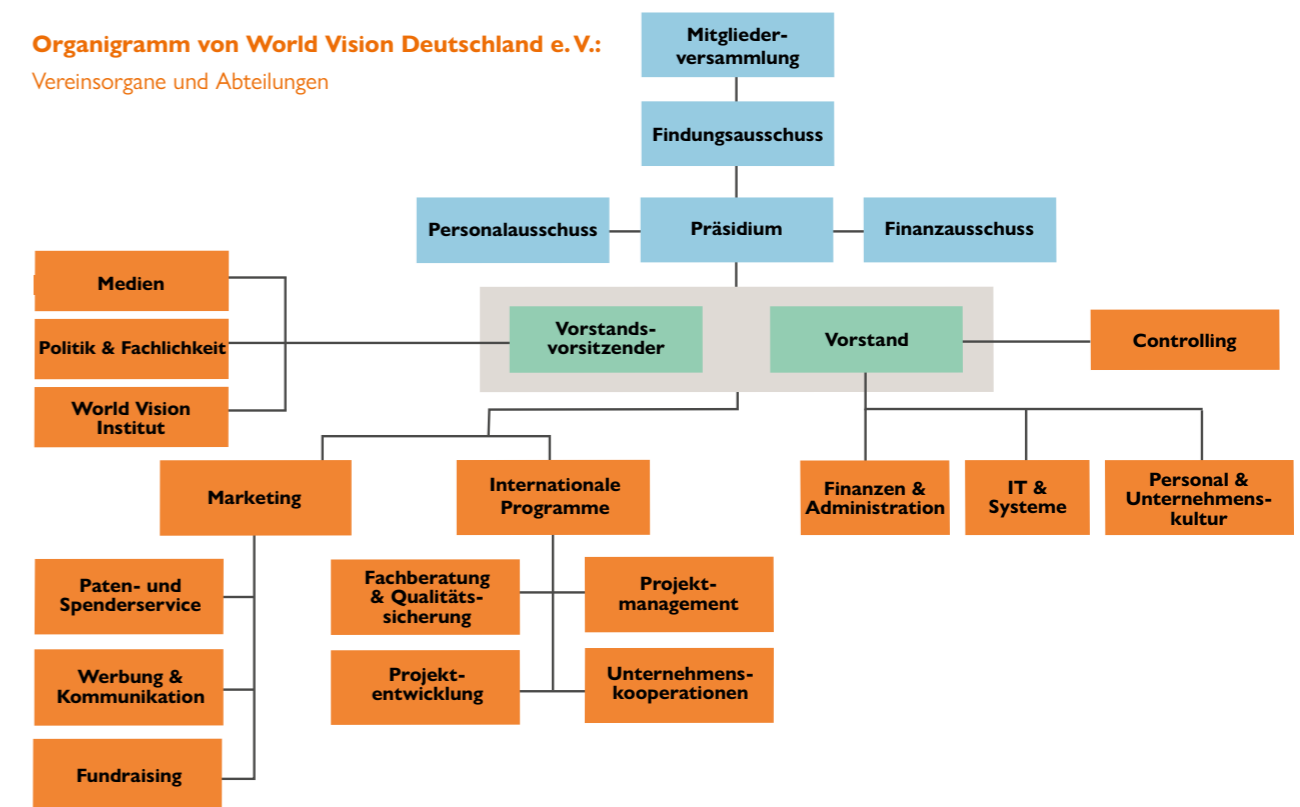 Organigramm von World Vision Deutschland e. V.:
Vereinsorgane und Abteilungen
Mitglieder-
versammlung
Findungsausschuss
Personalausschuss
Präsidium
Finanzausschuss
Medien
Politik & Fachlichkeit
World Vision
Institut
Vorstands-
vorsitzender
Vorstand
Controlling
Marketing
Internationale
Programme
Finanzen &
Administration
IT &
Systeme
Personal &
Unternehmens-
kultur
Paten- und
Spenderservice
Werbung &
Kommunikation
Fundraising
Fachberatung
& Qualitäts-
sicherung
Projekt-
management
Projekt-
entwicklung
Unternehmens-
kooperationen